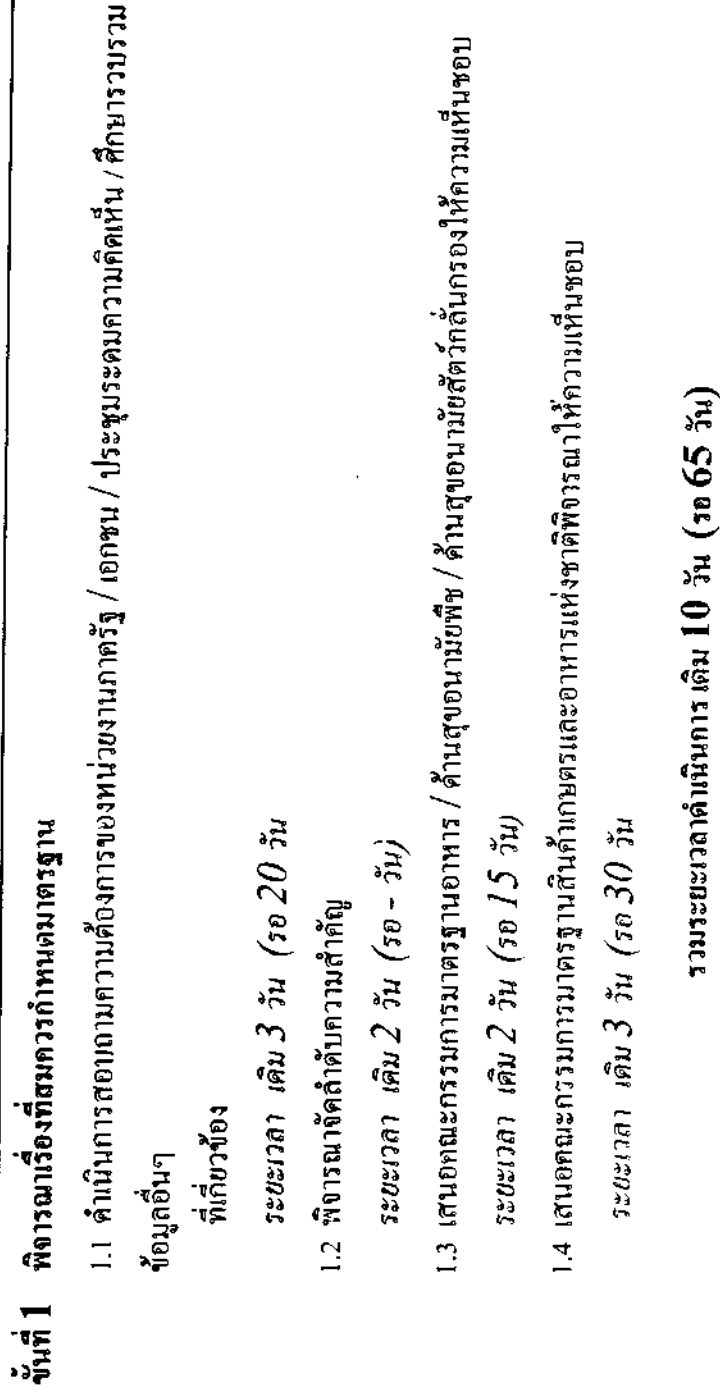 ขั้นที่ 1 พิจารณาเรื่องที่สมควรกำหนดมาตรฐาน
1.1 ดำเนินการสอบถามความต้องการของหน่วยงานภาครัฐ / เอกชน / ประชุมระดมความคิดเห็น / ศึกษารวบรวม
ข้อมูลอื่นๆ
ที่เกี่ยวข้อง
ระยะเวลา เดิม 3 วัน (รอ 20 วัน
1.2 พิจารณาจัดลำดับความสำคัญ
ระยะเวลา เดิม 2 วัน (รอ - วัน)
1.3 เสนอคณะกรรมการมาตรฐานอาหาร / ด้านสุขอนามัยพืช / ด้านสุขอนามัยสัตว์กลั่นกรองให้ความเห็นชอบ
ระยะเวลา เดิม 2 วัน (รอ 15 วัน)
1.4 เสนอคณะกรรมการมาตรฐานสินค้าเกษตรและอาหารแห่งชาติพิจารณาให้ความเห็นชอบ
ระยะเวลา เดิม 3 วัน (รอ 30 วัน
รวมระยะเวลาดำเนินการ เดิม 10 วัน (รอ 65 วัน)